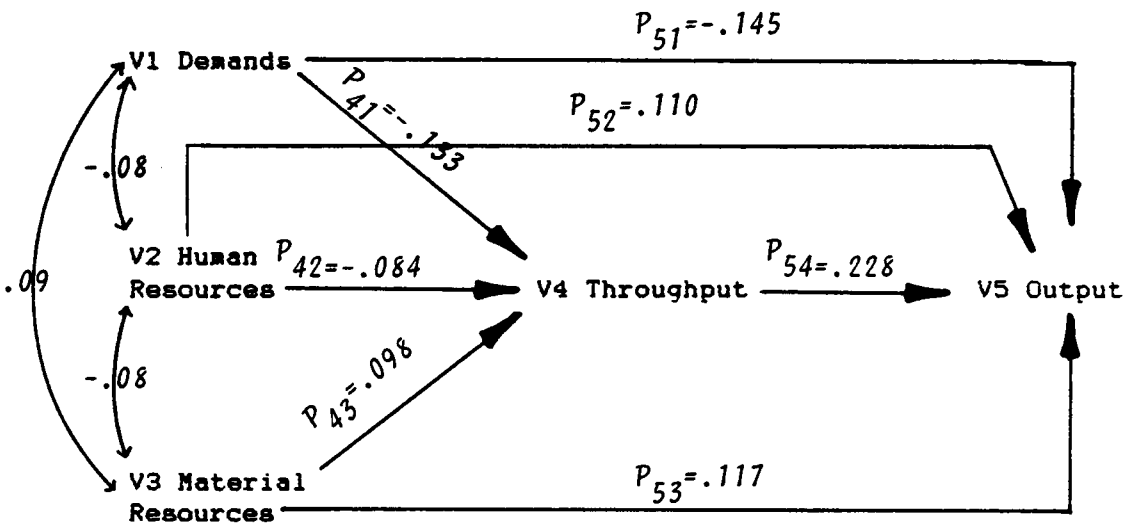 P51=-.145
V1 Demands
P41=-.133
P52=.110
-.08
V2 Human
Resources
P42=-.084
P54=.228
.09
V4 Throughput
V5 Output
-.08
P43=.098
V3 Material
Resources
P53=.117